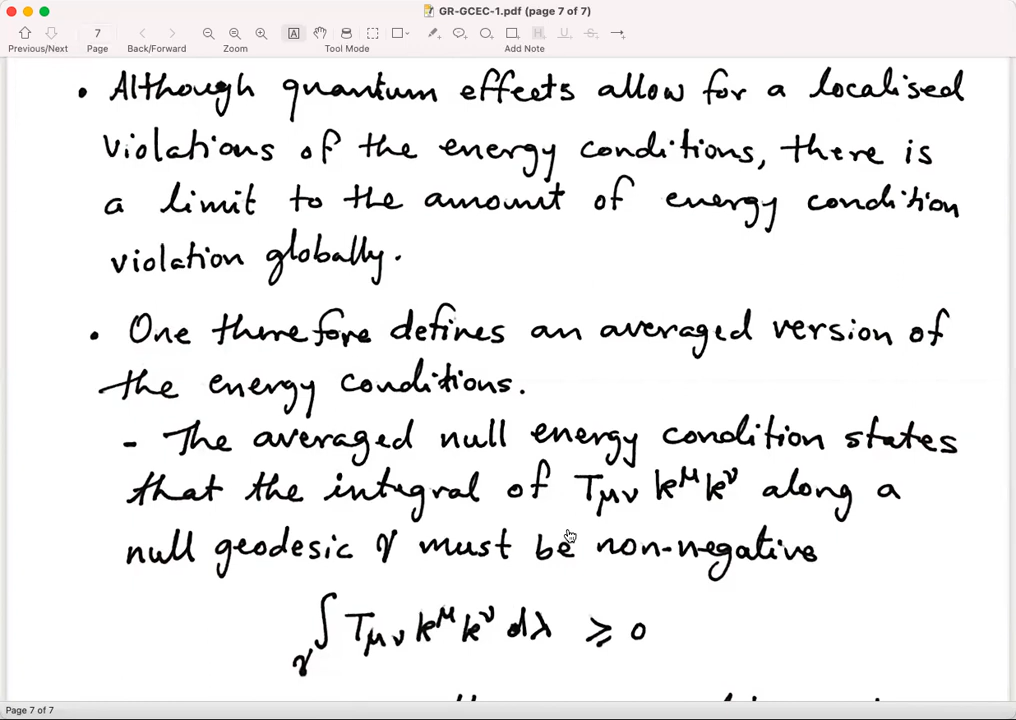 GR-GCEC-1.pdf (page 7 of 7)
7
Previous/Next Page Back/Forward Zoom Tool Mode Add Note
• Although quantum effects allow for a localised
violations of the energy conditions, there is
a limit to the amount of energy condition
violation globally.
• One therefore defines an averaged version of
the energy conditions.
- The averaged null energy condition states
that the integral of Tμν k^μ k^ν along a
null geodesic γ must be non-negative
∫_γ Tμν k^μ k^ν dλ ≥ 0
Page 7 of 7